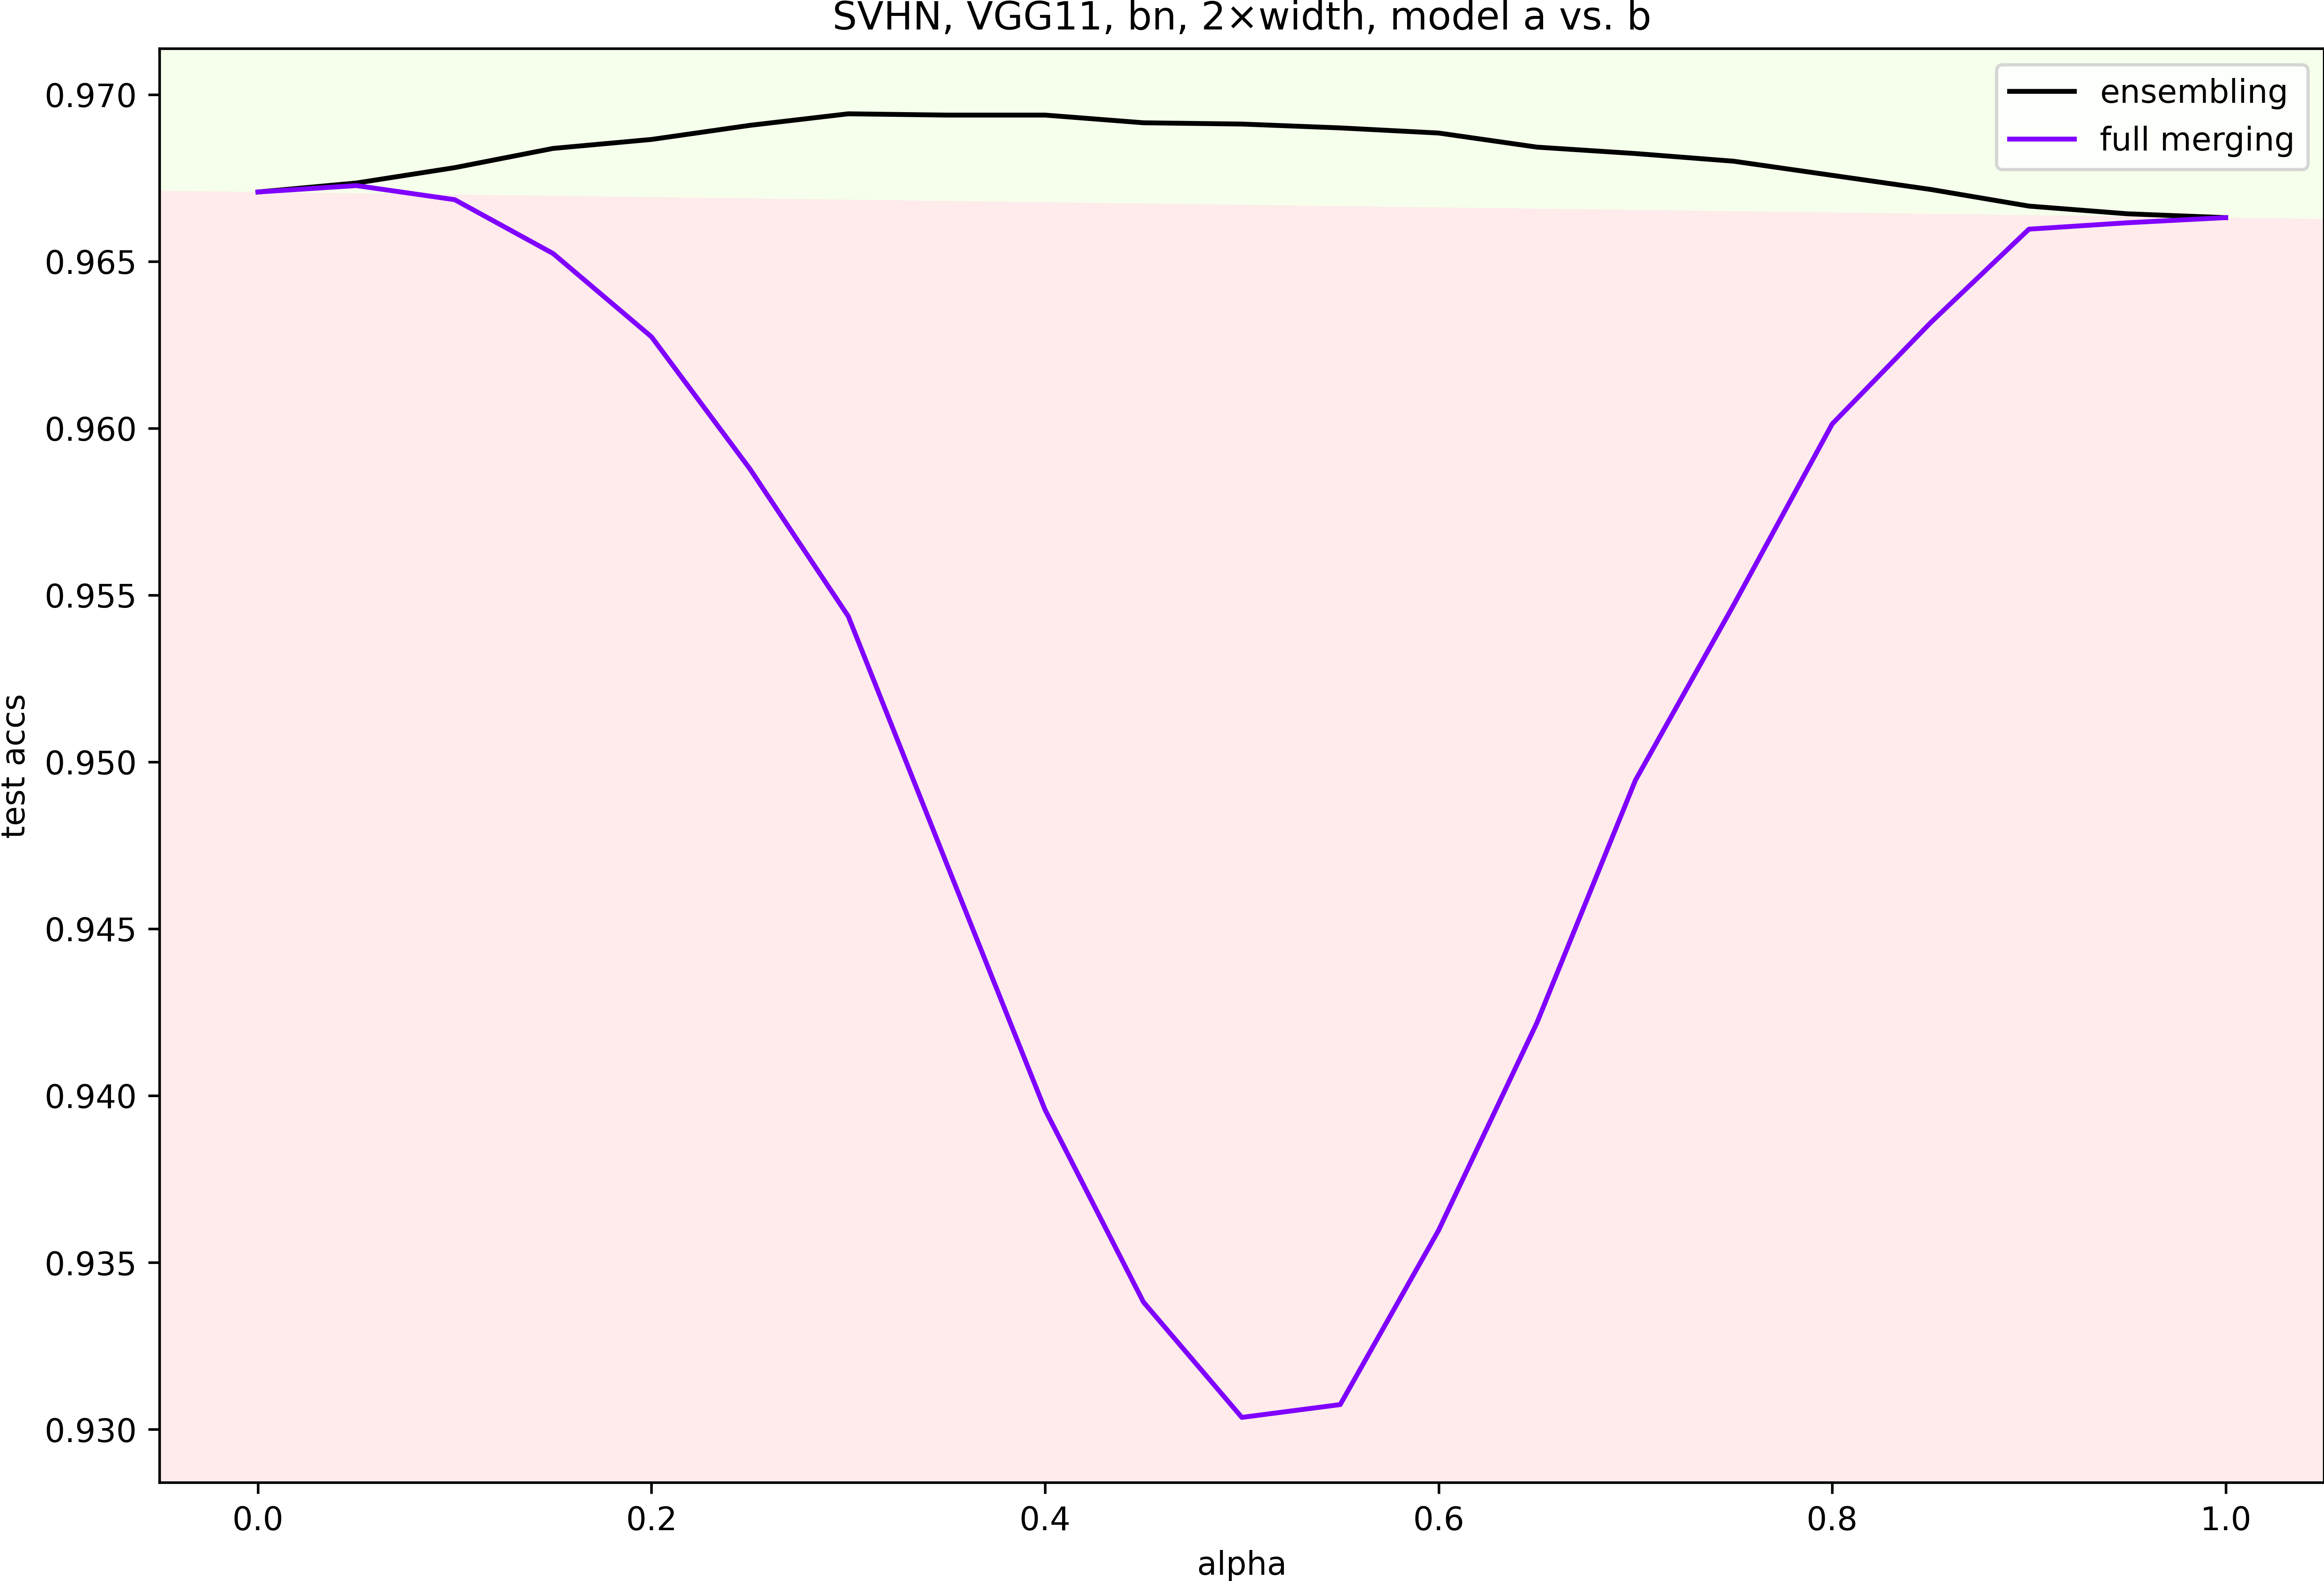 SVHN, VGG11, bn, 2×width, model a vs. b
ensembling
full merging
0.970
0.965
0.960
0.955
0.950
0.945
0.940
0.935
0.930
test accs
0.0 0.2 0.4 0.6 0.8 1.0
alpha